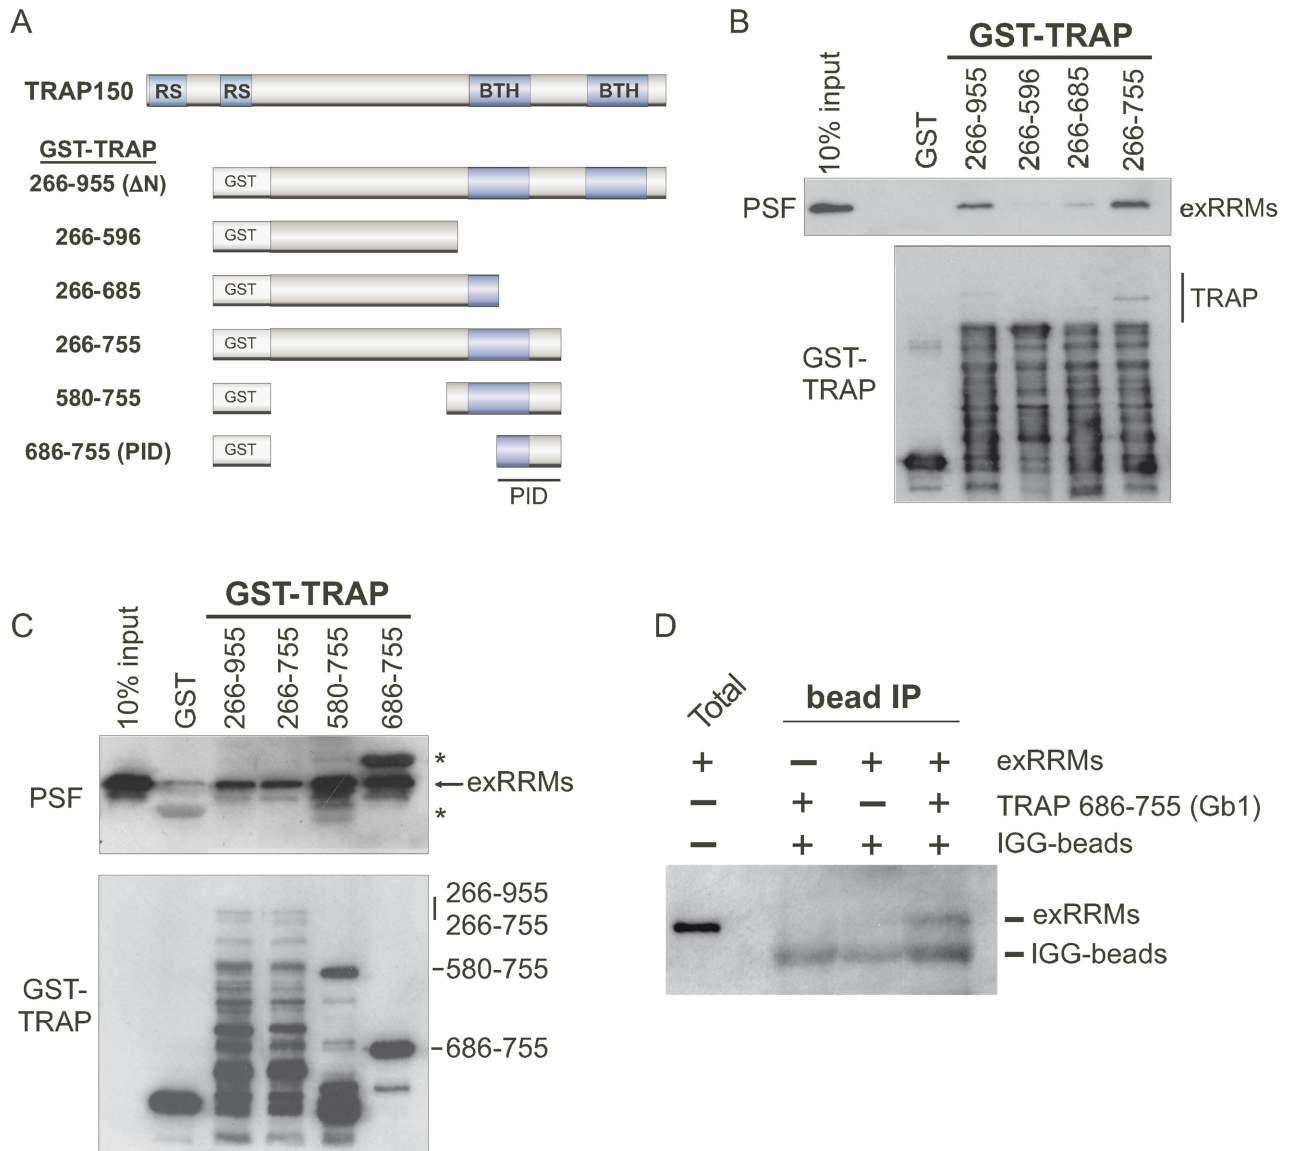 A
TRAP150
RS
RS
BTH
BTH
GST-TRAP
266-955 (ΔN)
GST
266-596
GST
266-685
GST
266-755
GST
580-755
GST
686-755 (PID)
GST
PID
B
GST-TRAP
10% input
GST
266-955
266-596
266-685
266-755
PSF
exRRMs
TRAP
GST-
TRAP
C
GST-TRAP
10% input
GST
266-955
266-755
580-755
686-755
*
PSF
exRRMs
*
266-955
266-755
580-755
GST-
TRAP
686-755
D
Total
bead IP
+ − + + exRRMs
− + − + TRAP 686-755 (Gb1)
− + + + IGG-beads
exRRMs
IGG-beads